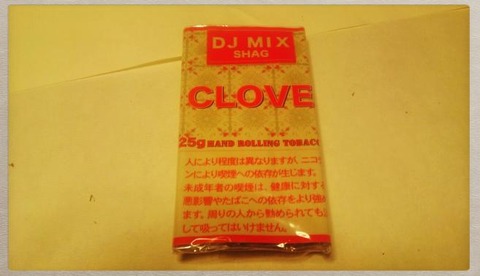 DJ MIX
SHAG
CLOVE
25g HAND ROLLING TOBACC
人により程度は異なりますが、ニコチ
ンにより喫煙への依存が生じます。
未成年者の喫煙は、健康に対する
悪影響やたばこへの依存をより強め
ます。周りの人から勧められても決
して吸ってはいけません。